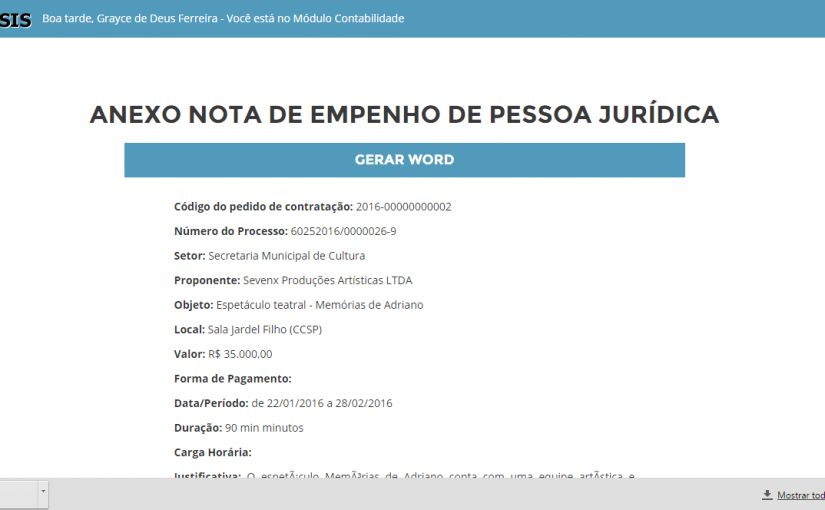 SIS Boa tarde, Grayce de Deus Ferreira - Você está no Módulo Contabilidade
ANEXO NOTA DE EMPENHO DE PESSOA JURÍDICA
GERAR WORD
Código do pedido de contratação: 2016-00000000002
Número do Processo: 60252016/0000026-9
Setor: Secretaria Municipal de Cultura
Proponente: Sevenx Produções Artísticas LTDA
Objeto: Espetáculo teatral - Memórias de Adriano
Local: Sala Jardel Filho (CCSP)
Valor: R$ 35.000,00
Forma de Pagamento:
Data/Período: de 22/01/2016 a 28/02/2016
Duração: 90 min minutos
Carga Horária:
Justificativa: O espetÃ¡culo MemÃ³rias de Adriano conta com uma equipe artÃ­stica e
Mostrar tod